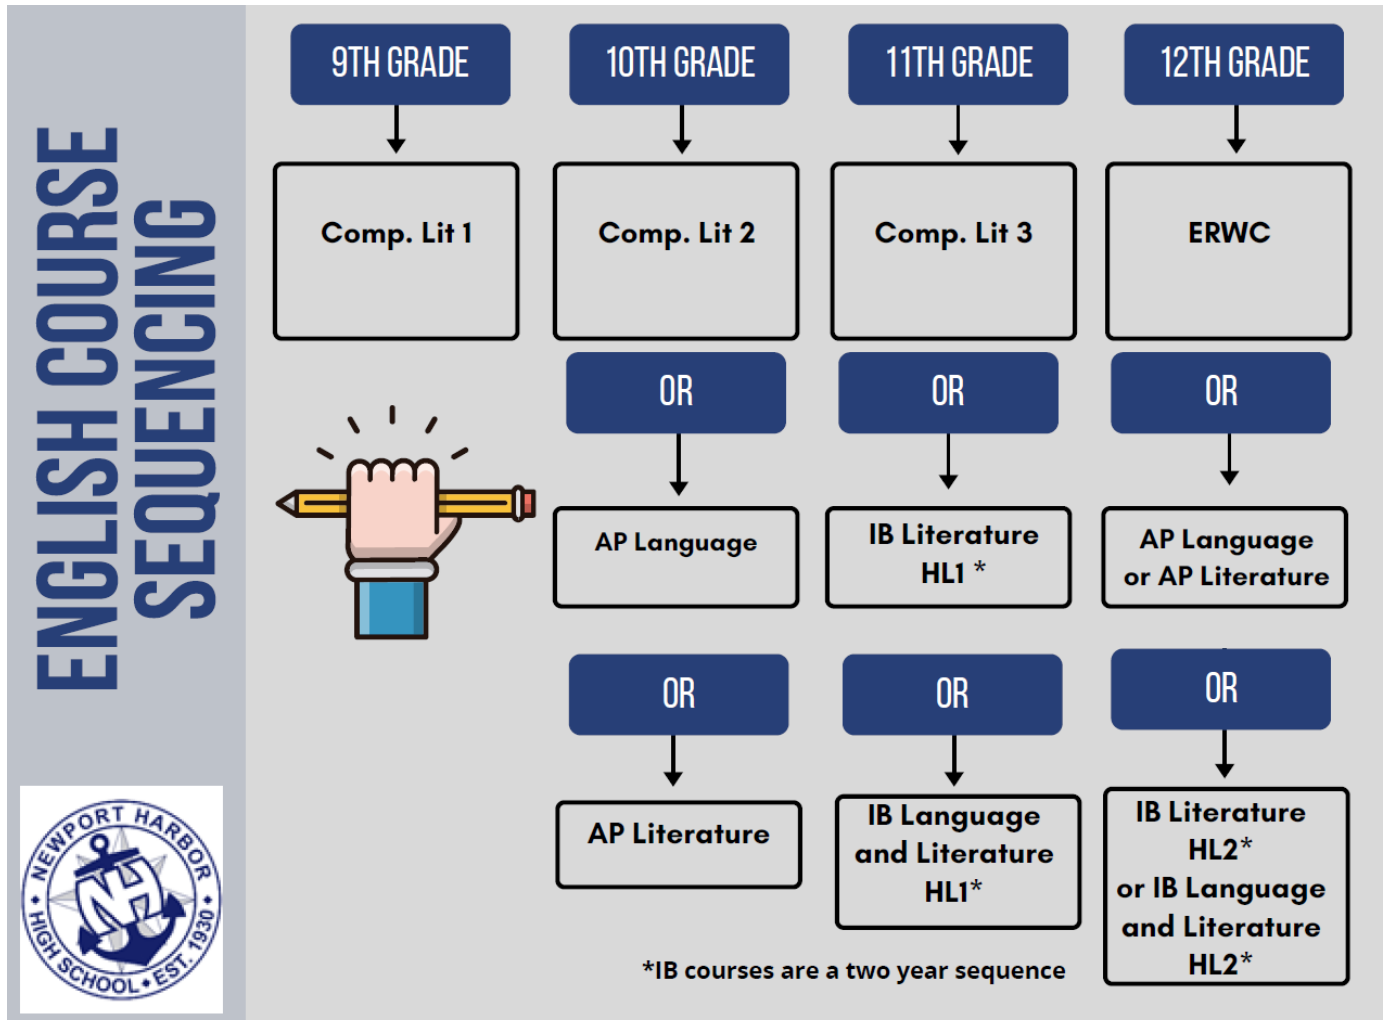 ENGLISH COURSE
SEQUENCING
9TH GRADE
Comp. Lit 1
10TH GRADE
Comp. Lit 2
OR
AP Language
OR
AP Literature
11TH GRADE
Comp. Lit 3
OR
IB Literature
HL1 *
OR
IB Language
and Literature
HL1*
12TH GRADE
ERWC
OR
AP Language
or AP Literature
OR
IB Literature
HL2*
or IB Language
and Literature
HL2*
*IB courses are a two year sequence
NEWPORT HARBOR
NH
HIGH SCHOOL • EST. 1930